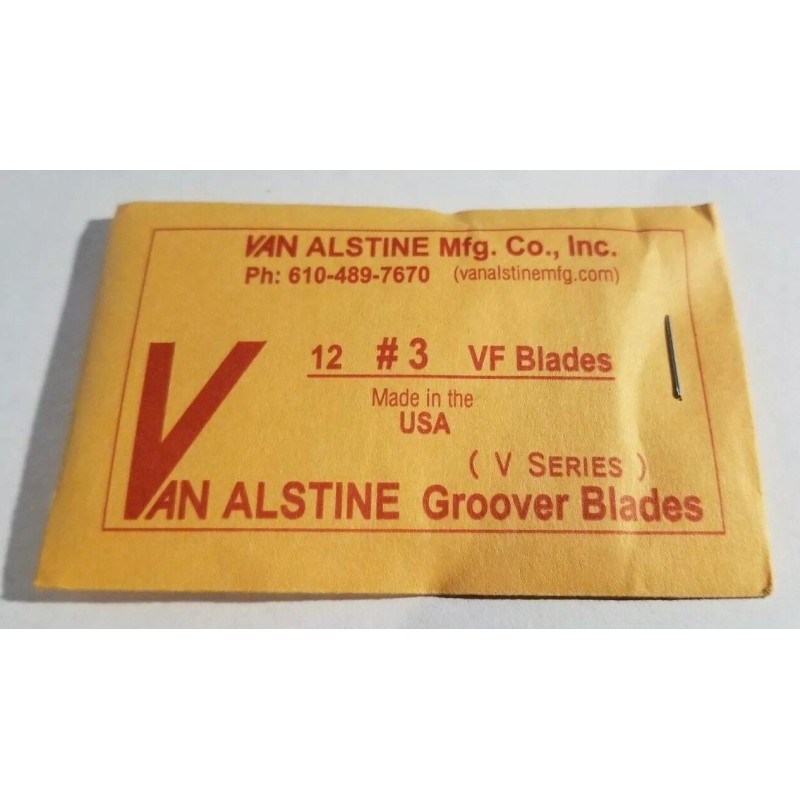 VAN ALSTINE Mfg. Co., Inc.
Ph: 610-489-7670 (vanalstinemfg.com)
12 # 3 VF Blades
Made in the
USA
( V SERIES )
VAN ALSTINE Groover Blades